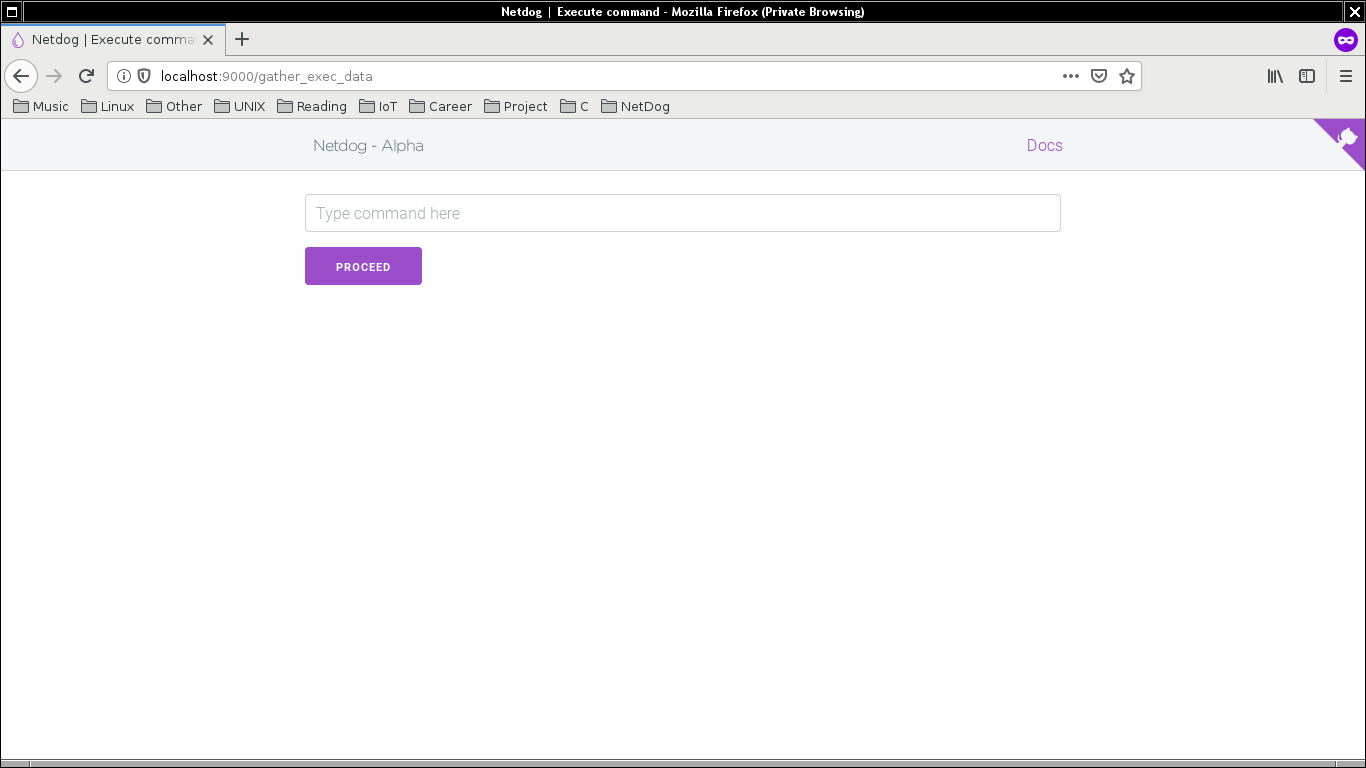 Netdog | Execute command - Mozilla Firefox (Private Browsing)
Netdog | Execute comma
localhost:9000/gather_exec_data
Music Linux Other UNIX Reading IoT Career Project C NetDog
Netdog - Alpha Docs
Type command here
PROCEED